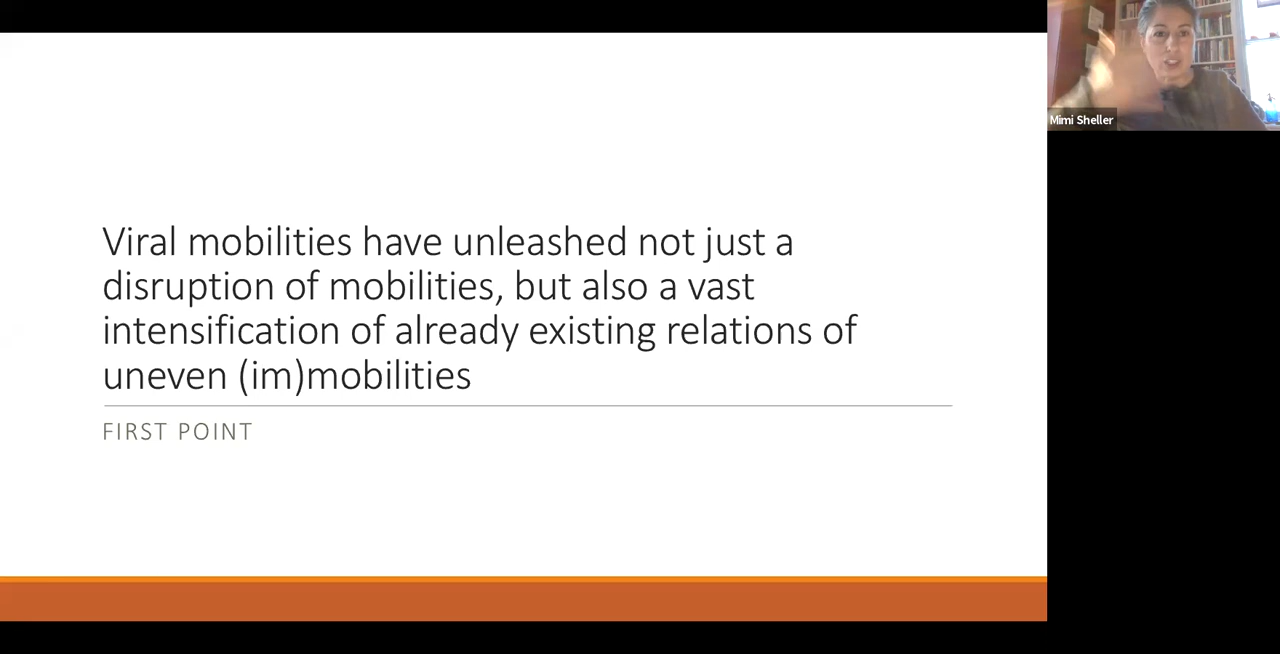 Viral mobilities have unleashed not just a
disruption of mobilities, but also a vast
intensification of already existing relations of
uneven (im)mobilities
FIRST POINT
Mimi Sheller